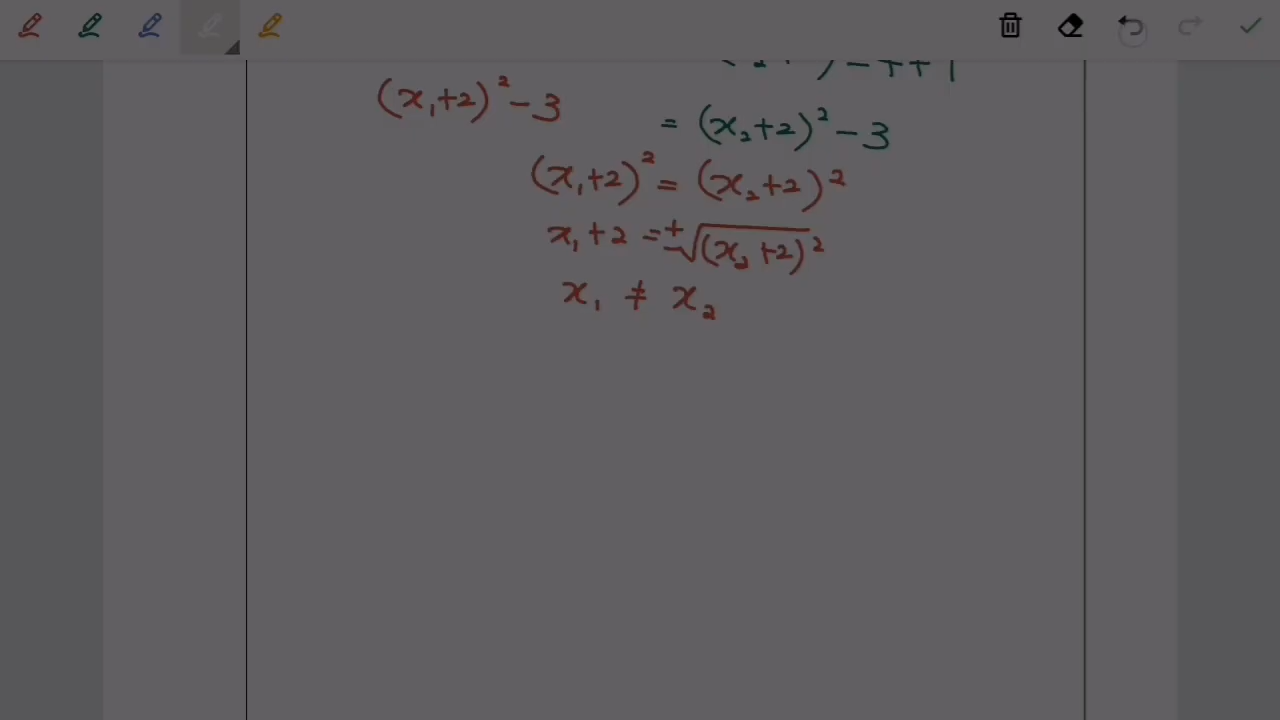 (x₁+2)² - 3 = (x₂+2)² - 3
(x₁+2)² = (x₂+2)²
x₁ + 2 = ±√(x₂+2)²
x₁ ≠ x₂